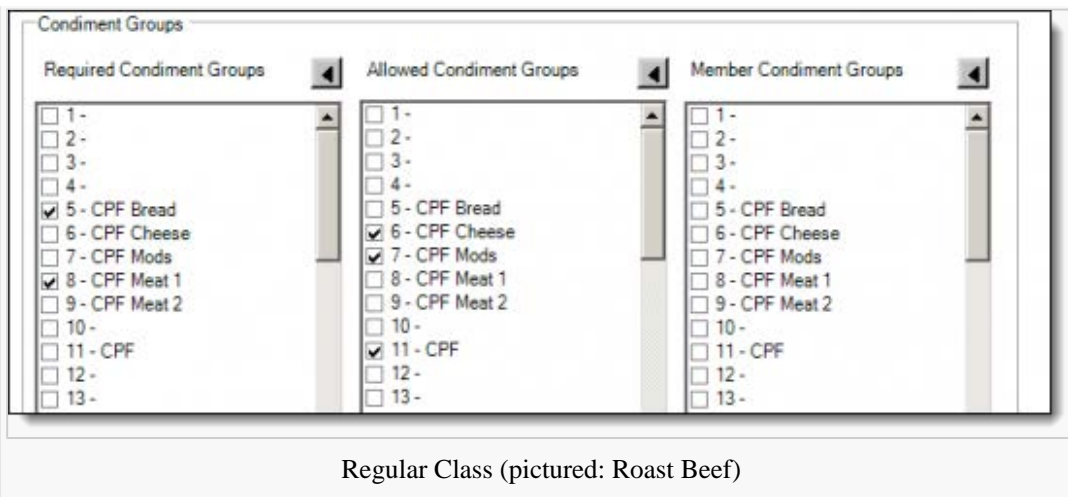 Condiment Groups
Required Condiment Groups
1 -
2 -
3 -
4 -
5 - CPF Bread
6 - CPF Cheese
7 - CPF Mods
8 - CPF Meat 1
9 - CPF Meat 2
10 -
11 - CPF
12 -
13 -
Allowed Condiment Groups
1 -
2 -
3 -
4 -
5 - CPF Bread
6 - CPF Cheese
7 - CPF Mods
8 - CPF Meat 1
9 - CPF Meat 2
10 -
11 - CPF
12 -
13 -
Member Condiment Groups
1 -
2 -
3 -
4 -
5 - CPF Bread
6 - CPF Cheese
7 - CPF Mods
8 - CPF Meat 1
9 - CPF Meat 2
10 -
11 - CPF
12 -
13 -
Regular Class (pictured: Roast Beef)